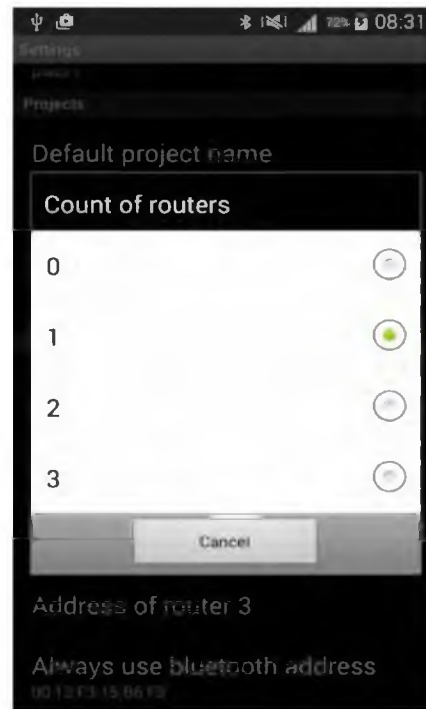 72% 08:31
Settings
Projects
Default project name
Count of routers
0
1
2
3
Cancel
Address of router 3
Always use bluetooth address